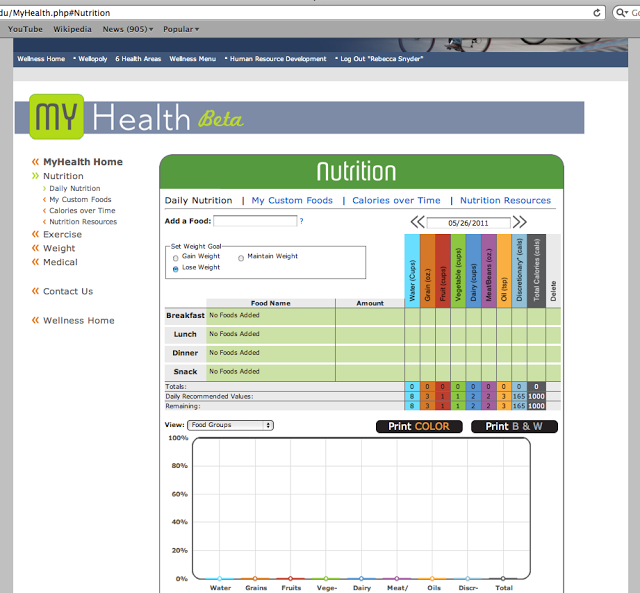 du/MyHealth.php#Nutrition
YouTube Wikipedia News (905) Popular
Wellness Home * Wellopoly 6 Health Areas Wellness Menu * Human Resource Development * Log Out "Rebecca Snyder"
MY Health Beta
MyHealth Home
Nutrition
Daily Nutrition
My Custom Foods
Calories over Time
Nutrition Resources
Exercise
Weight
Medical
Contact Us
Wellness Home
Nutrition
Daily Nutrition | My Custom Foods | Calories over Time | Nutrition Resources
Add a Food: ?
05/26/2011
Set Weight Goal
Gain Weight Maintain Weight
Lose Weight
Water (Cups)
Grain (oz.)
Fruit (cups)
Vegetable (cups)
Dairy (cups)
Meat/Beans (oz.)
Oil (tsp)
Discretionary* (cals)
Total Calories (cals)
Delete
Food Name Amount
Breakfast No Foods Added
Lunch No Foods Added
Dinner No Foods Added
Snack No Foods Added
Totals: 0 0 0 0 0 0 0 0 0
Daily Recommended Values: 8 3 1 1 2 2 3 165 1000
Remaining: 8 3 1 1 2 2 3 165 1000
View: Food Groups Print COLOR Print B & W
100%
80%
60%
40%
20%
0%
Water Grains Fruits Vege- Dairy Meat/ Oils Discr- Total